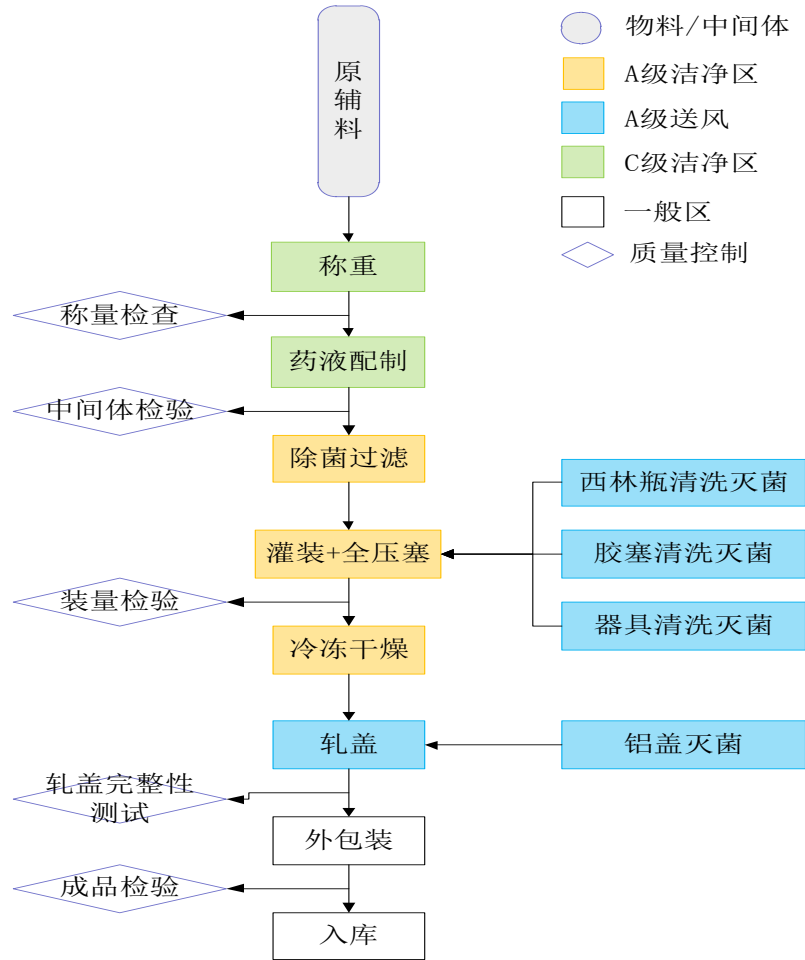 原辅料
物料/中间体
A级洁净区
A级送风
C级洁净区
一般区
质量控制
称重
称量检查
药液配制
中间体检验
除菌过滤
西林瓶清洗灭菌
灌装+全压塞
胶塞清洗灭菌
装量检验
器具清洗灭菌
冷冻干燥
轧盖
铝盖灭菌
轧盖完整性
测试
外包装
成品检验
入库